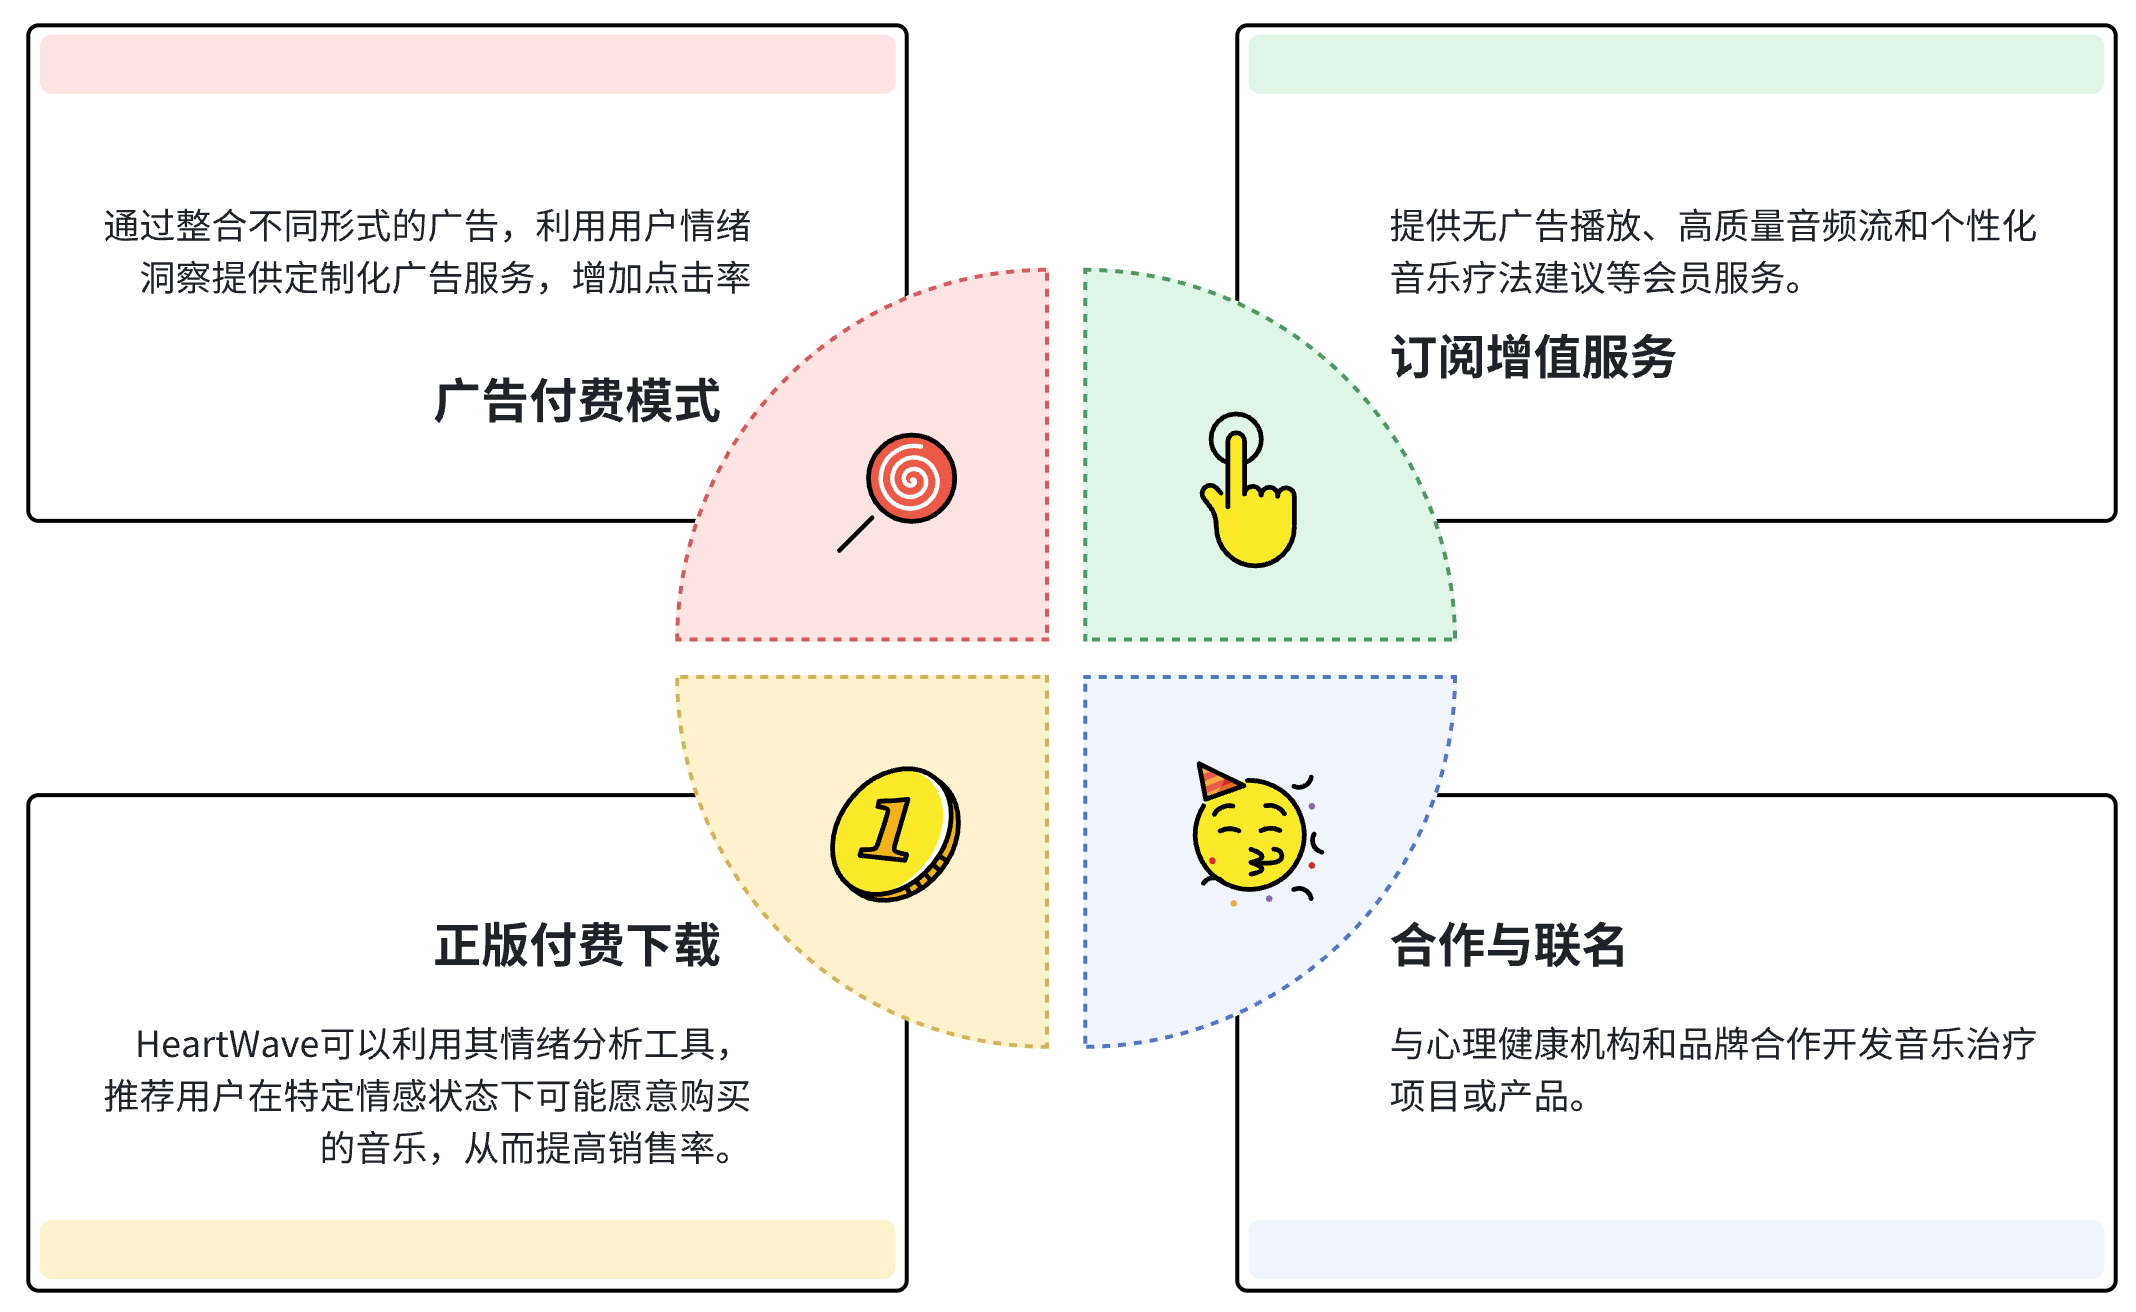 通过整合不同形式的广告，利用用户情绪
洞察提供定制化广告服务，增加点击率
广告付费模式
提供无广告播放、高质量音频流和个性化
音乐疗法建议等会员服务。
订阅增值服务
1
正版付费下载
HeartWave可以利用其情绪分析工具，
推荐用户在特定情感状态下可能愿意购买
的音乐，从而提高销售率。
合作与联名
与心理健康机构和品牌合作开发音乐治疗
项目或产品。